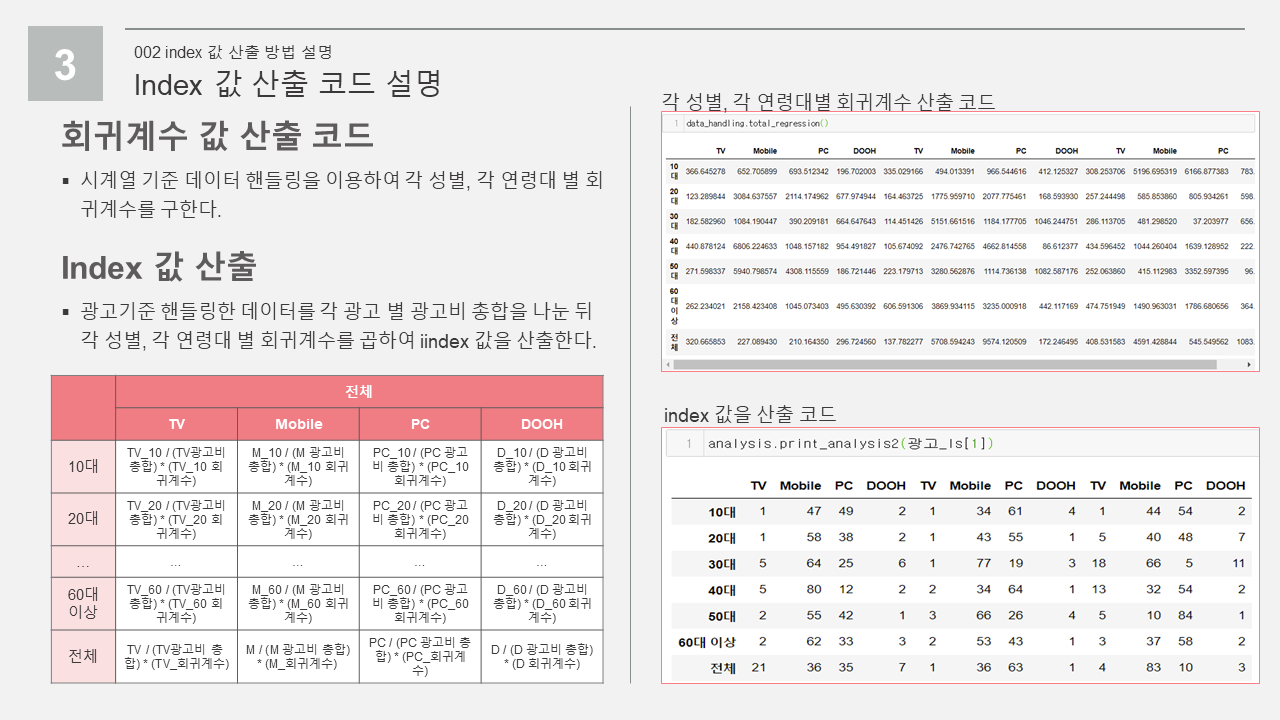 3
002 index 값 산출 방법 설명
Index 값 산출 코드 설명
회귀계수 값 산출 코드
▪ 시계열 기준 데이터 핸들링을 이용하여 각 성별, 각 연령대 별 회
귀계수를 구한다.
Index 값 산출
▪ 광고기준 핸들링한 데이터를 각 광고 별 광고비 총합을 나눈 뒤
각 성별, 각 연령대 별 회귀계수를 곱하여 iindex 값을 산출한다.
전체
TV Mobile PC DOOH
10대 TV_10 / (TV광고비 총합) * (TV_10 회귀계수) M_10 / (M 광고비 총합) * (M_10 회귀계수) PC_10 / (PC 광고비 총합) * (PC_10 회귀계수) D_10 / (D 광고비 총합) * (D_10 회귀계수)
20대 TV_20 / (TV광고비 총합) * (TV_20 회귀계수) M_20 / (M 광고비 총합) * (M_20 회귀계수) PC_20 / (PC 광고비 총합) * (PC_20 회귀계수) D_20 / (D 광고비 총합) * (D_20 회귀계수)
... ... ... ... ...
60대 이상 TV_60 / (TV광고비 총합) * (TV_60 회귀계수) M_60 / (M 광고비 총합) * (M_60 회귀계수) PC_60 / (PC 광고비 총합) * (PC_60 회귀계수) D_60 / (D 광고비 총합) * (D_60 회귀계수)
전체 TV / (TV광고비 총합) * (TV_회귀계수) M / (M 광고비 총합) * (M_회귀계수) PC / (PC 광고비 총합) * (PC_회귀계수) D / (D 광고비 총합) * (D 회귀계수)
각 성별, 각 연령대별 회귀계수 산출 코드
1 data_handling.total_regression()
TV Mobile PC DOOH TV Mobile PC DOOH TV Mobile PC
10대 366.645278 652.705899 693.512342 196.702003 335.029166 494.013391 966.544616 412.125327 308.253706 5196.695319 6166.877383 783.
20대 123.289844 3084.637557 2114.174962 677.974944 164.463725 1775.959710 2077.775461 168.593930 257.244498 585.853860 805.934261 598.
30대 182.582960 1084.190447 390.209181 664.647643 114.451426 5151.661516 1184.177705 1046.244751 286.113705 481.298520 37.203977 656.
40대 440.878124 6806.224633 1048.157182 954.491827 105.674092 2476.742765 4662.814558 86.612377 434.596452 1044.260404 1639.128952 222.
50대 271.598337 5940.798574 4308.115559 186.721446 223.179713 3280.562876 1114.736138 1082.587176 252.063860 415.112983 3352.597395 96.
60대 이상 262.234021 2158.423408 1045.073403 495.630392 606.591306 3869.934115 3235.000918 442.117169 474.751949 1490.963031 1786.680656 364.
전체 320.665853 227.089430 210.164350 296.724560 137.782277 5708.594243 9574.120509 172.246495 408.531583 4591.428844 545.549562 1083.
index 값을 산출 코드
1 analysis.print_analysis2(광고_ls[1])
TV Mobile PC DOOH TV Mobile PC DOOH TV Mobile PC DOOH
10대 1 47 49 2 1 34 61 4 1 44 54 2
20대 1 58 38 2 1 43 55 1 5 40 48 7
30대 5 64 25 6 1 77 19 3 18 66 5 11
40대 5 80 12 2 2 34 64 1 13 32 54 2
50대 2 55 42 1 3 66 26 4 5 10 84 1
60대 이상 2 62 33 3 2 53 43 1 3 37 58 2
전체 21 36 35 7 1 36 63 1 4 83 10 3